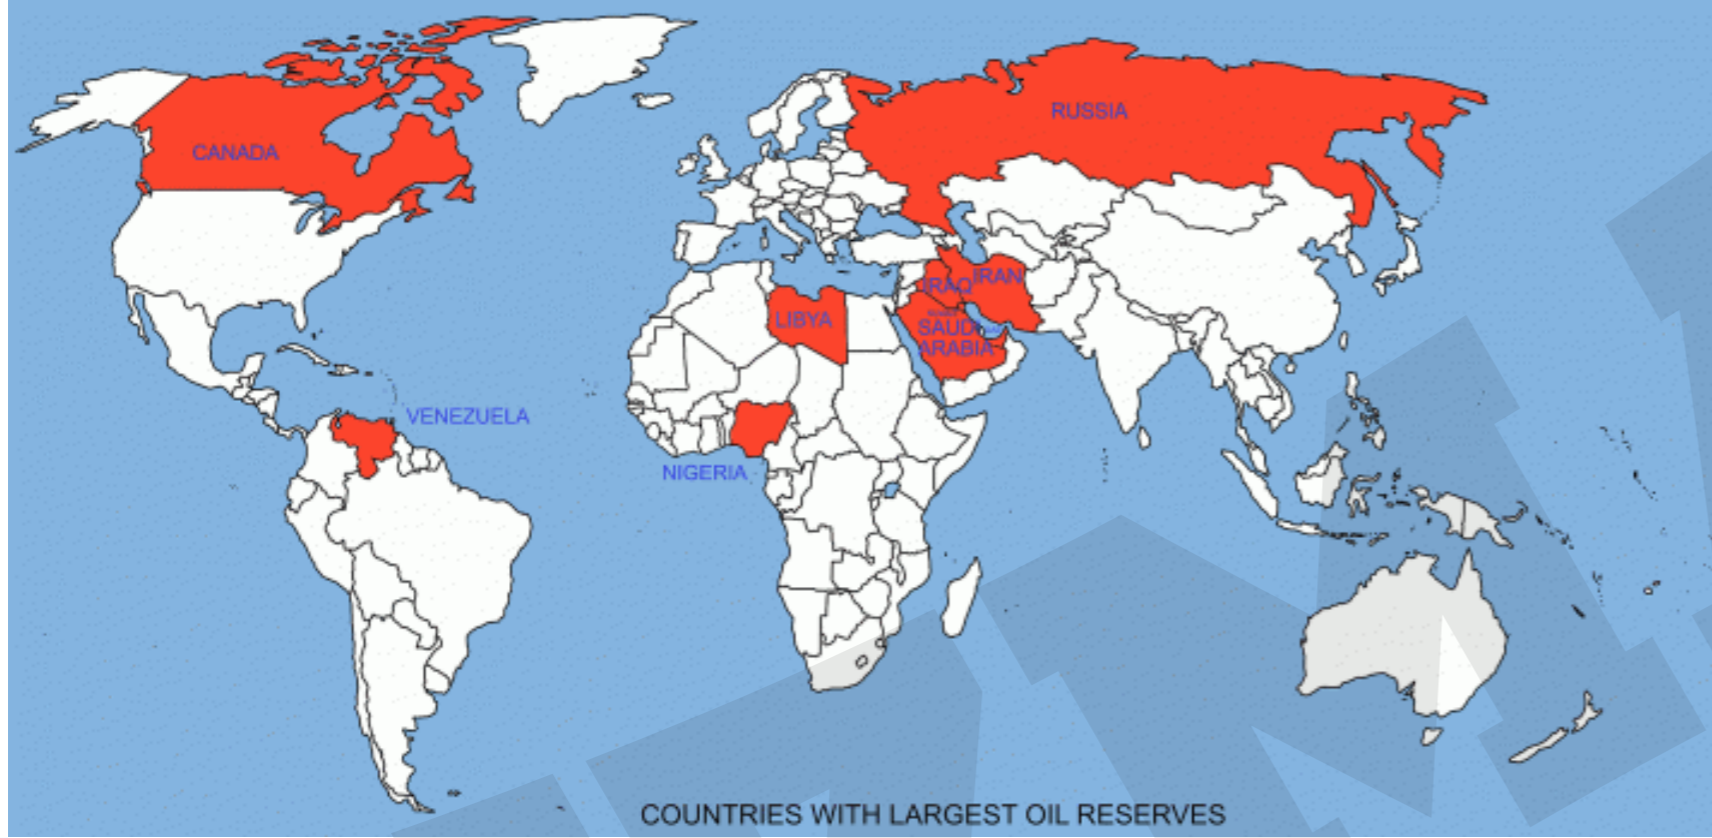 RUSSIA
CANADA
IRAN
IRAQ
LIBYA
SAUDI
ARABIA
VENEZUELA
NIGERIA
COUNTRIES WITH LARGEST OIL RESERVES